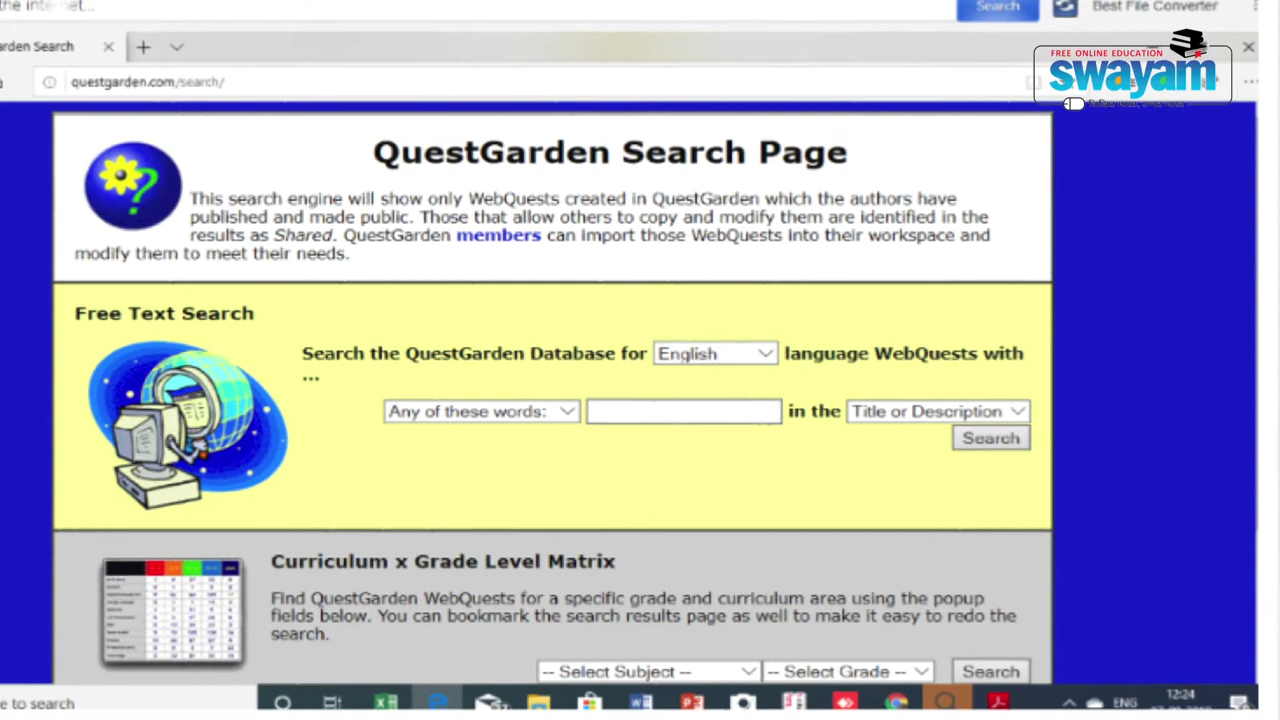 the inte
Search
Best File Converter
arden Search
questgarden.com/search/
FREE ONLINE EDUCATION
swayam
QuestGarden Search Page
This search engine will show only WebQuests created in QuestGarden which the authors have
published and made public. Those that allow others to copy and modify them are identified in the
results as Shared. QuestGarden members can import those WebQuests into their workspace and
modify them to meet their needs.
Free Text Search
Search the QuestGarden Database for English language WebQuests with
...
Any of these words: in the Title or Description
Search
Curriculum x Grade Level Matrix
Find QuestGarden WebQuests for a specific grade and curriculum area using the popup
fields below. You can bookmark the search results page as well to make it easy to redo the
search.
-- Select Subject -- -- Select Grade -- Search
e to search
ENG
12:24